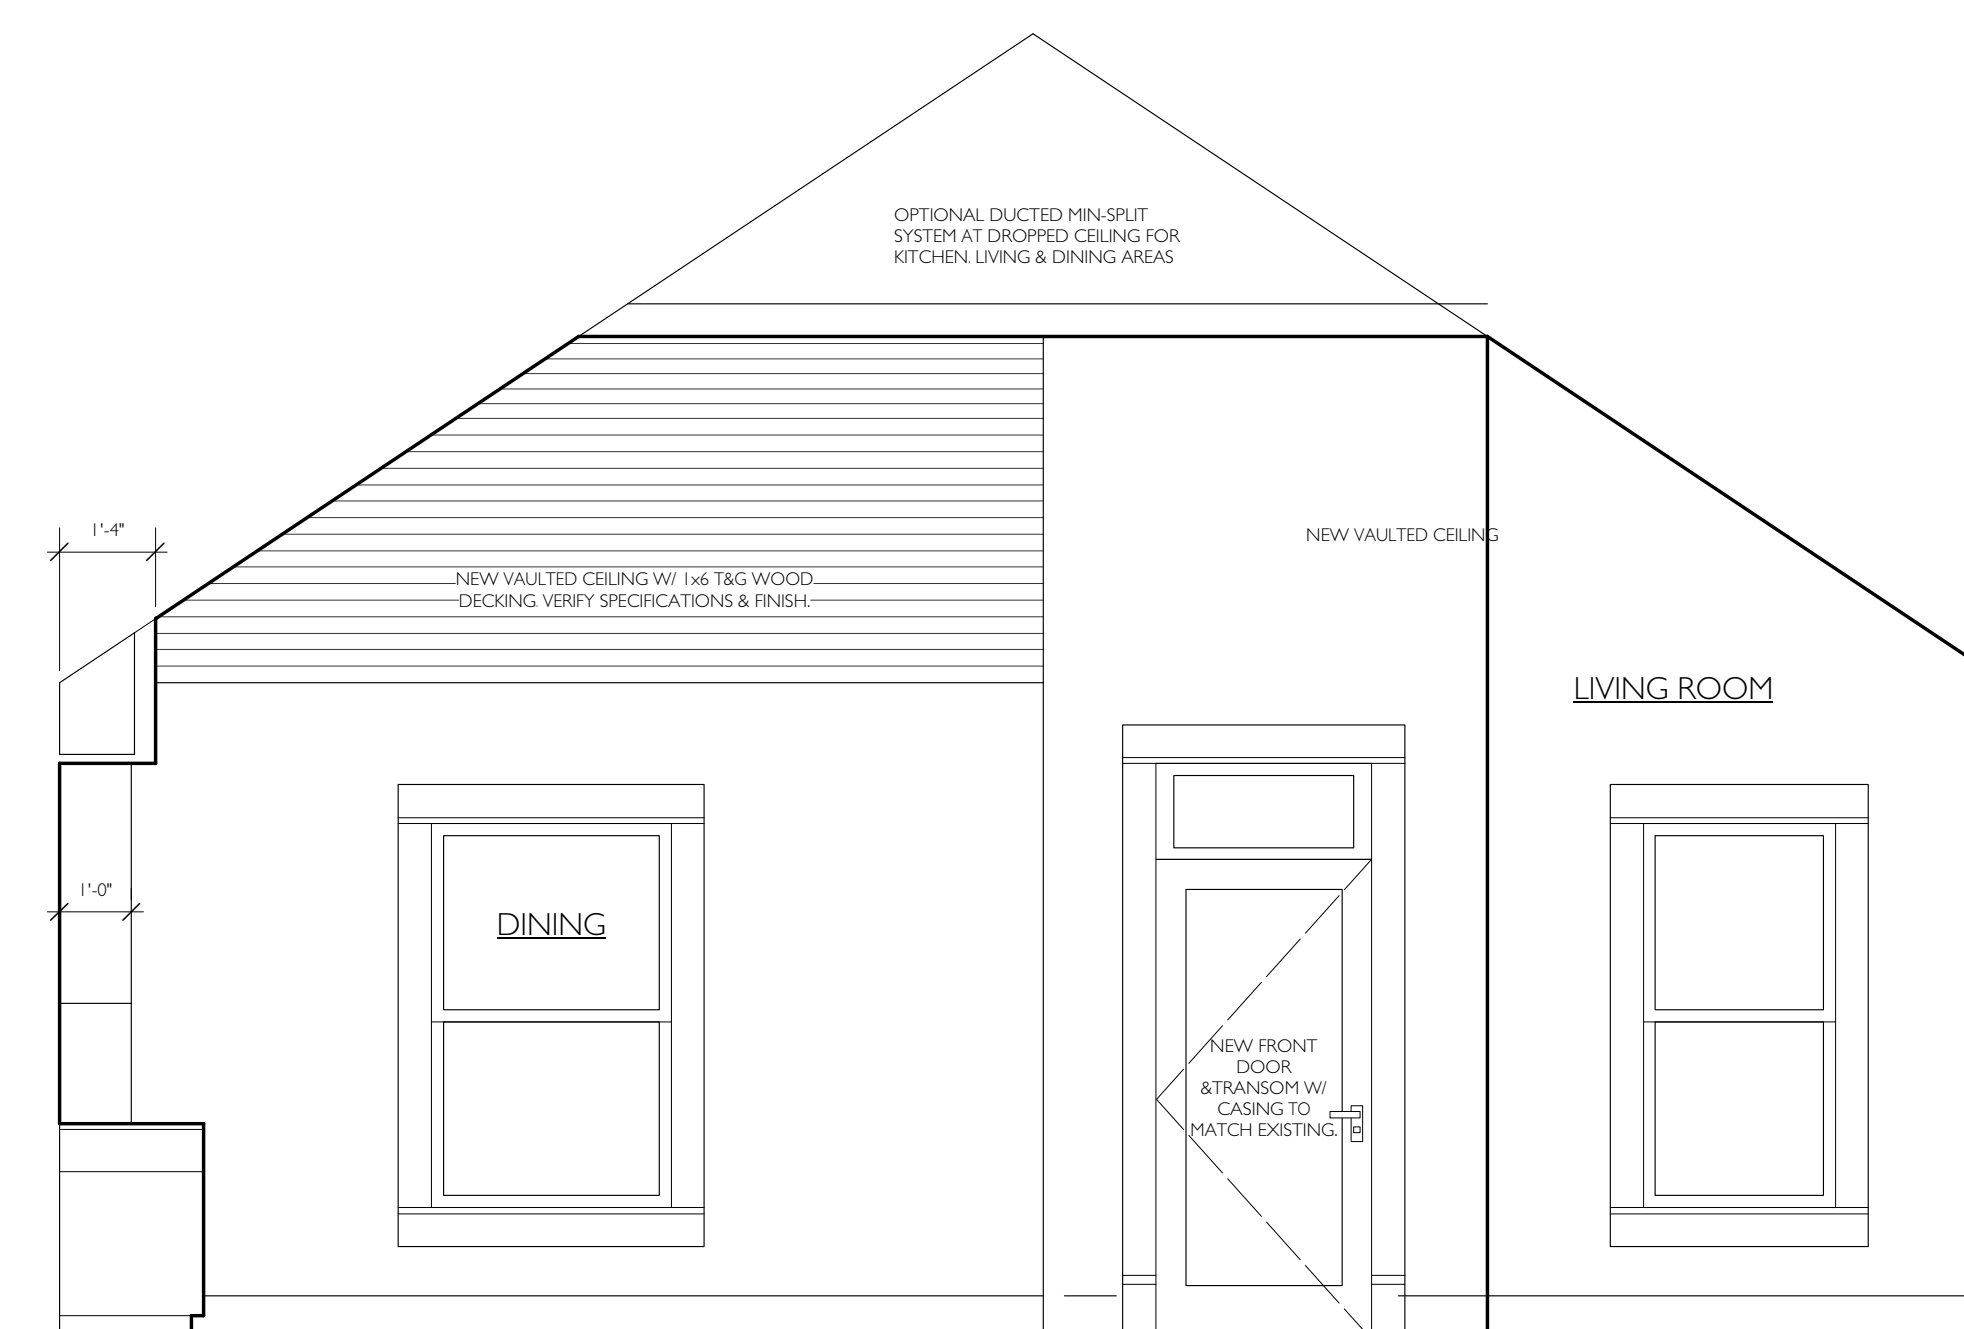 OPTIONAL DUCTED MIN-SPLIT
SYSTEM AT DROPPED CEILING FOR
KITCHEN. LIVING & DINING AREAS
1'-4"
NEW VAULTED CEILING
NEW VAULTED CEILING W/ 1x6 T&G WOOD
DECKING. VERIFY SPECIFICATIONS & FINISH.
LIVING ROOM
1'-0"
DINING
NEW FRONT
DOOR
&TRANSOM W/
CASING TO
MATCH EXISTING.